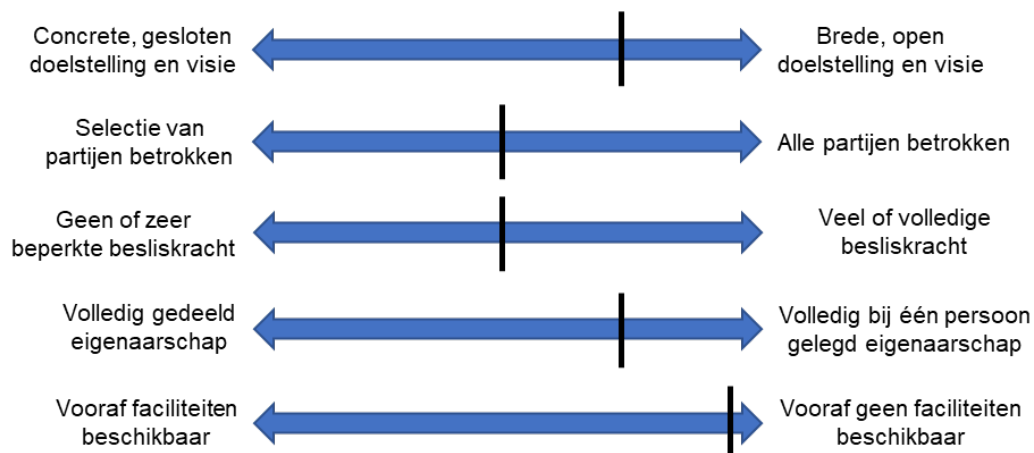 Concrete, gesloten
doelstelling en visie
Brede, open
doelstelling en visie
Selectie van
partijen betrokken
Alle partijen betrokken
Geen of zeer
beperkte besliskracht
Veel of volledige
besliskracht
Volledig gedeeld
eigenaarschap
Volledig bij één persoon
gelegd eigenaarschap
Vooraf faciliteiten
beschikbaar
Vooraf geen faciliteiten
beschikbaar